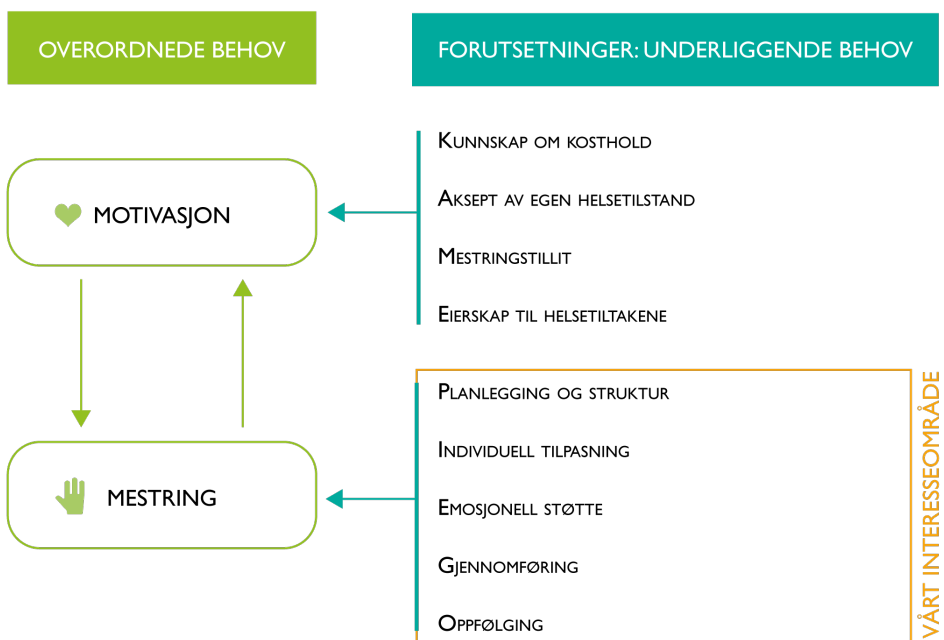 OVERORDNEDE BEHOV
FORUTSETNINGER: UNDERLIGGENDE BEHOV
MOTIVASJON
KUNNSKAP OM KOSTHOLD
AKSEPT AV EGEN HELSETILSTAND
MESTRINGSTILLIT
EIERSKAP TIL HELSETILTAKENE
MESTRING
PLANLEGGING OG STRUKTUR
INDIVIDUELL TILPASNING
EMOSJONELL STØTTE
GJENNOMFØRING
OPPFØLGING
VÅRT INTERESSEOMRÅDE